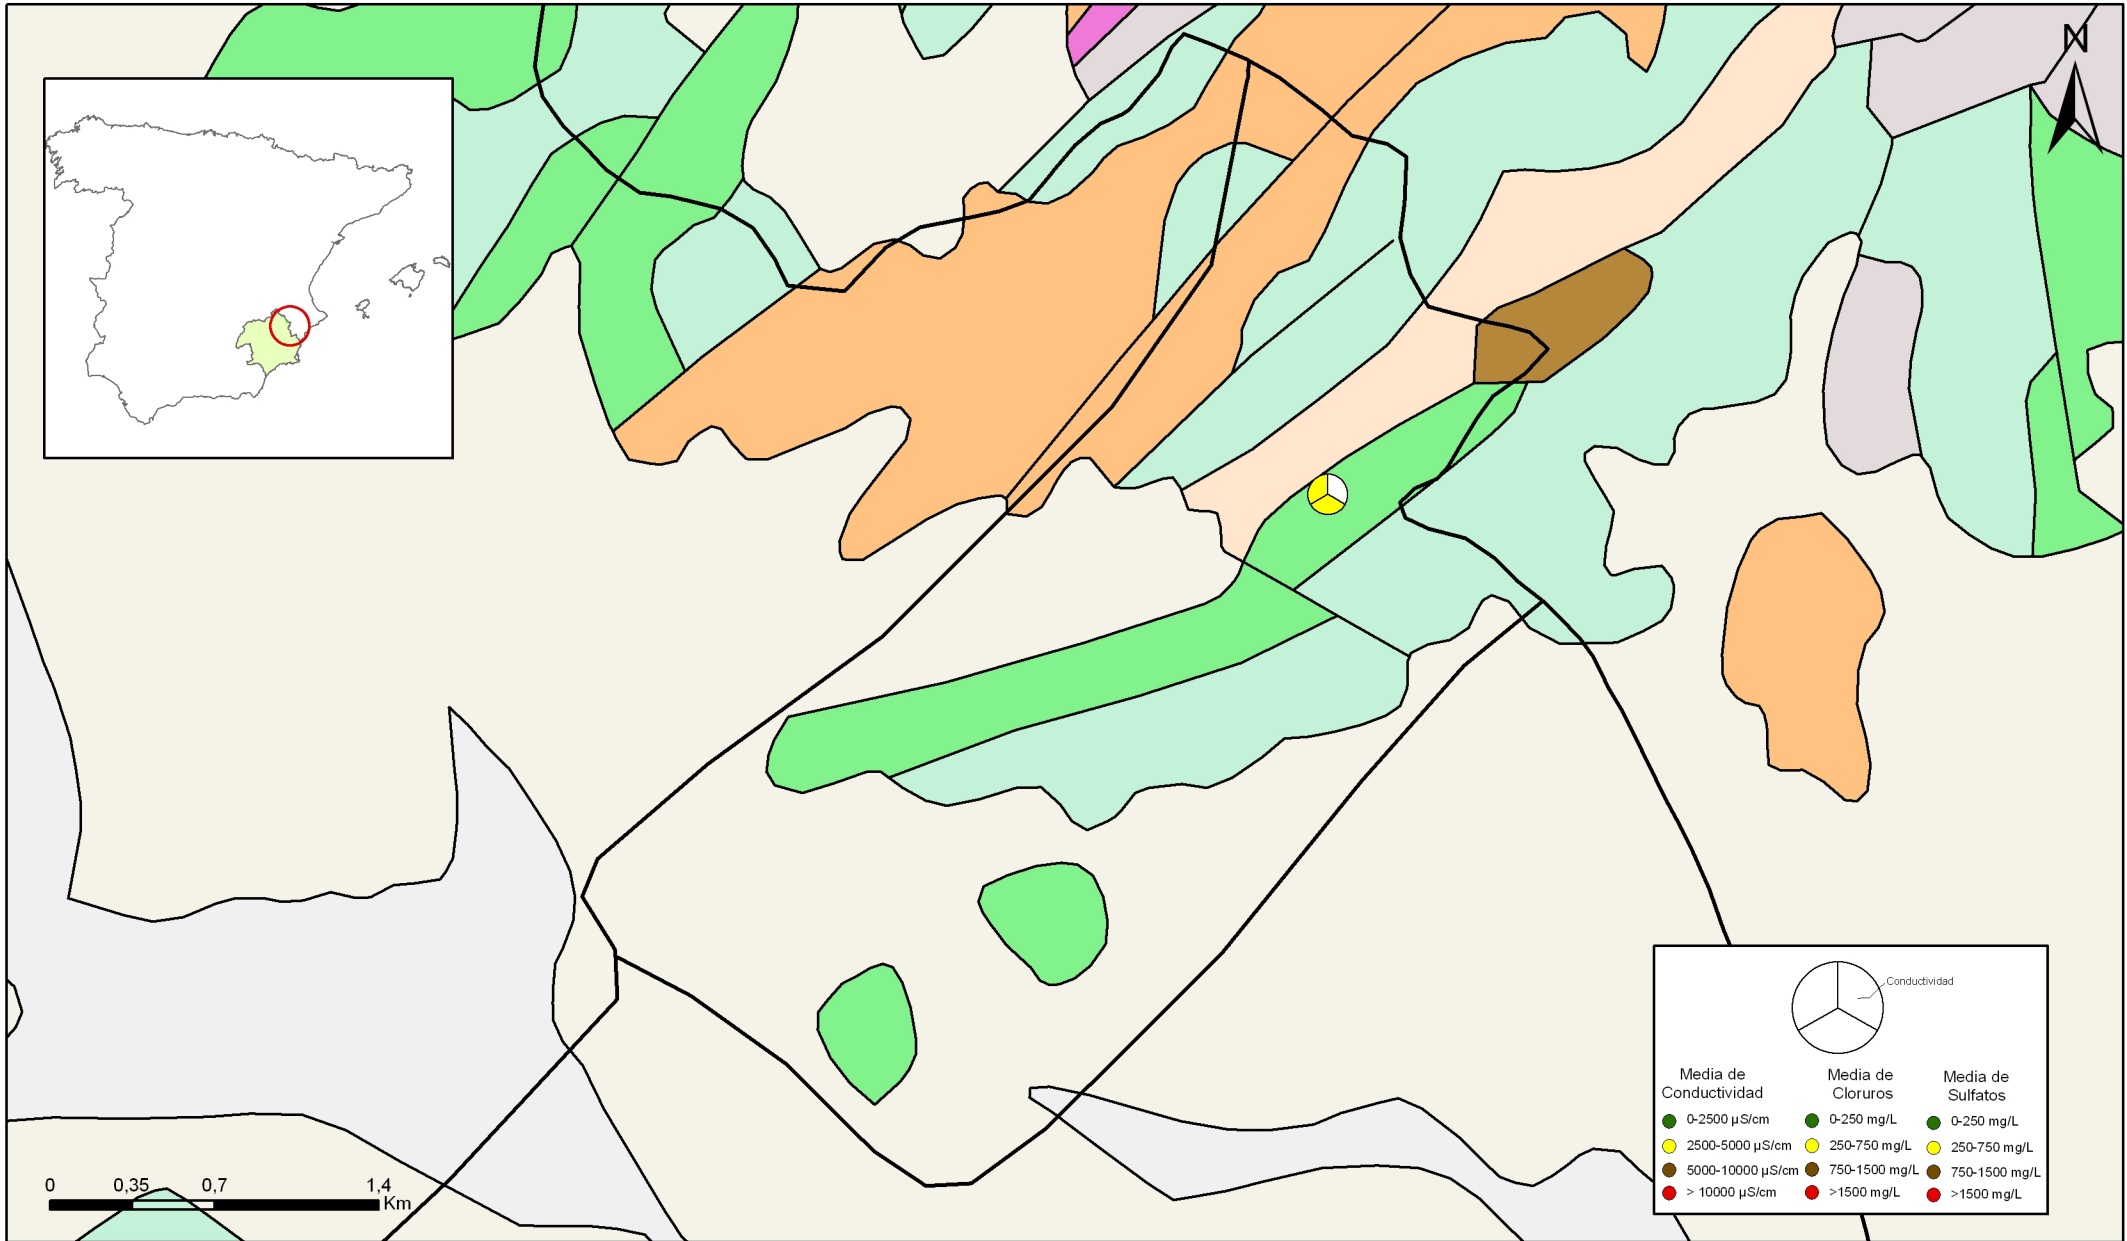 N
Conductividad
Media de
Conductividad
0-2500 µS/cm
2500-5000 µS/cm
5000-10000 µS/cm
> 10000 µS/cm
Media de
Cloruros
0-250 mg/L
250-750 mg/L
750-1500 mg/L
>1500 mg/L
Media de
Sulfatos
0-250 mg/L
250-750 mg/L
750-1500 mg/L
>1500 mg/L
0 0,35 0,7 1,4
Km